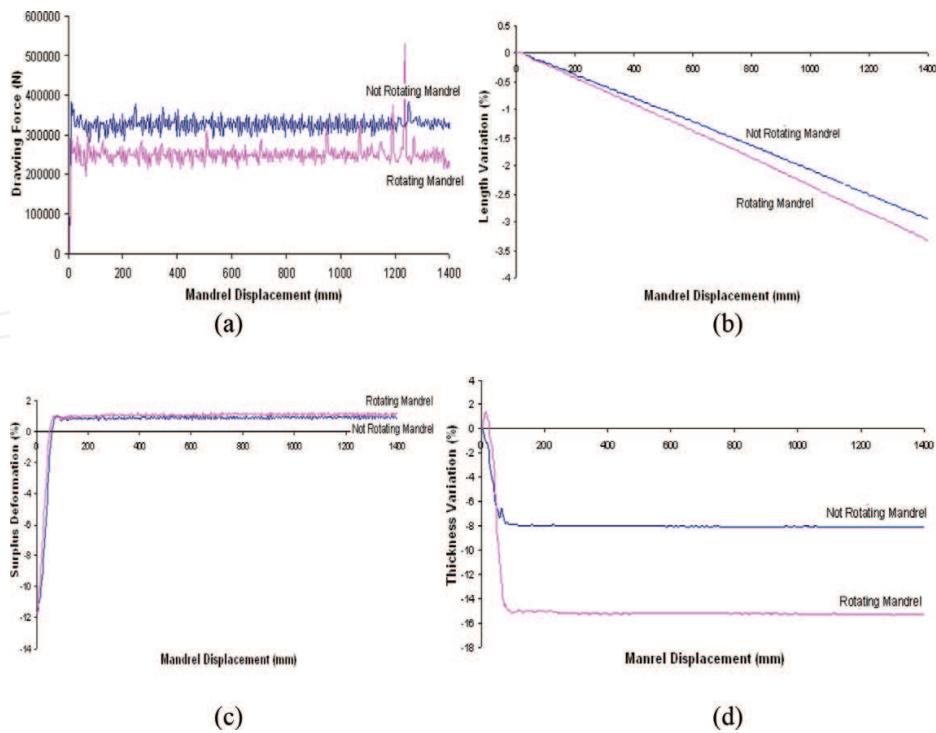 600000
500000
400000
300000
200000
100000
0
Drawing Force (N)
Not Rotating Mandrel
Rotating Mandrel
0 200 400 600 800 1000 1200 1400
Mandrel Displacement (mm)
(a)
0.5
0
-0.5
-1
-1.5
-2
-2.5
-3
-3.5
-4
Length Variation (%)
0 200 400 600 800 1000 1200 1400
Not Rotating Mandrel
Rotating Mandrel
Mandrel Displacement (mm)
(b)
2
0
-2
-4
-6
-8
-10
-12
-14
Surplus Deformation (%)
Rotating Mandrel
Not Rotating Mandrel
0 200 400 600 800 1000 1200 1400
Mandrel Displacement (mm)
(c)
4
2
0
-2
-4
-6
-8
-10
-12
-14
-16
-18
Thickness Variation (%)
0 200 400 600 800 1000 1200 1400
Not Rotating Mandrel
Rotating Mandrel
Manrel Displacement (mm)
(d)